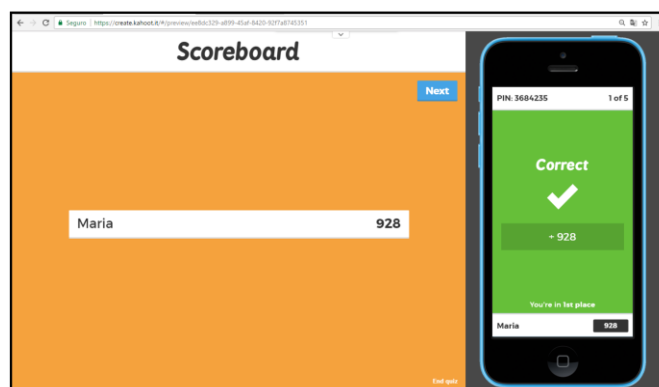 Seguro | https://create.kahoot.it/#/preview/ee8dc329-a899-45af-8420-92f7a8745351
Scoreboard
Next
Maria 928
End quiz
PIN: 3684235 1 of 5
Correct
+ 928
You're in 1st place
Maria 928